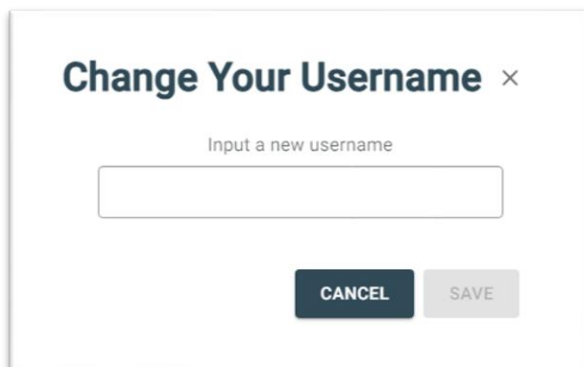 Change Your Username ×
Input a new username
CANCEL SAVE